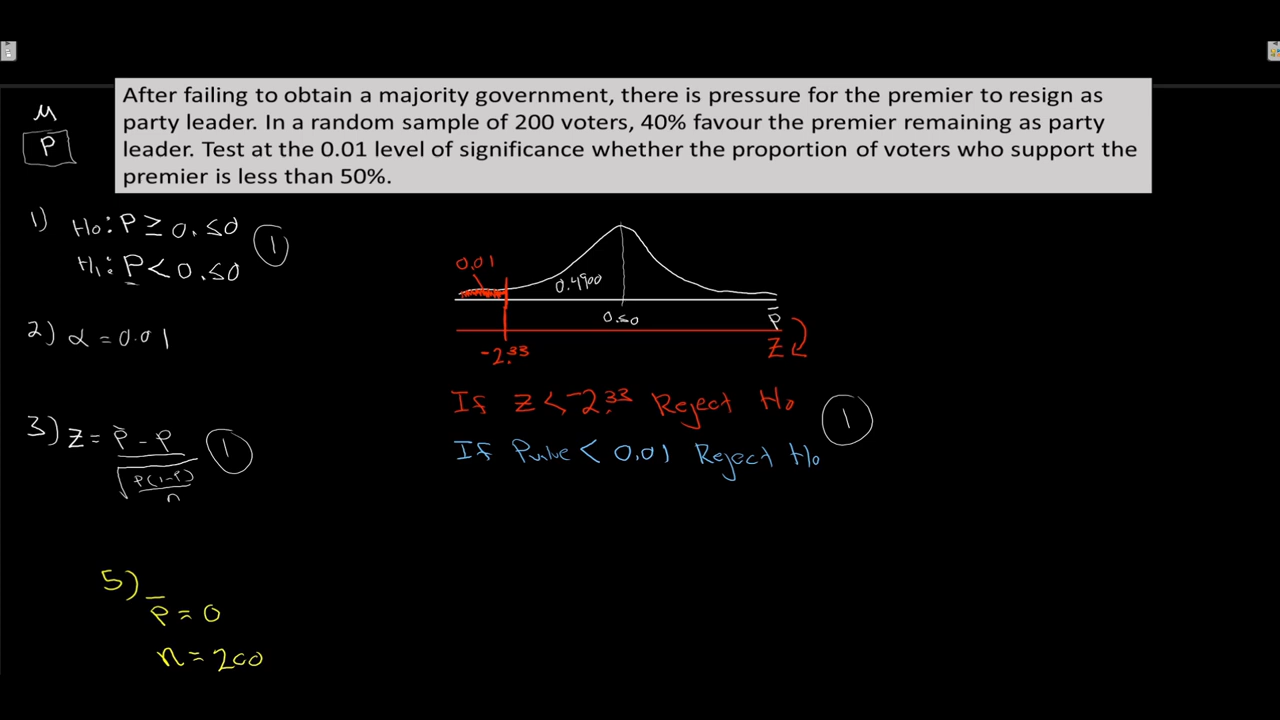 After failing to obtain a majority government, there is pressure for the premier to resign as
party leader. In a random sample of 200 voters, 40% favour the premier remaining as party
leader. Test at the 0.01 level of significance whether the proportion of voters who support the
premier is less than 50%.
μ
p̄
1) H₀: P ≥ 0.50
H₁: P < 0.50
1
2) α = 0.01
3) Z = p̄ - P
√ P(1-P)
n
1
0.01
0.4900
0.50
p̄
-2.33
Z
If Z < -2.33 Reject H₀
1
If Pvalue < 0.01 Reject H₀
5)
p̄ = 0
n = 200